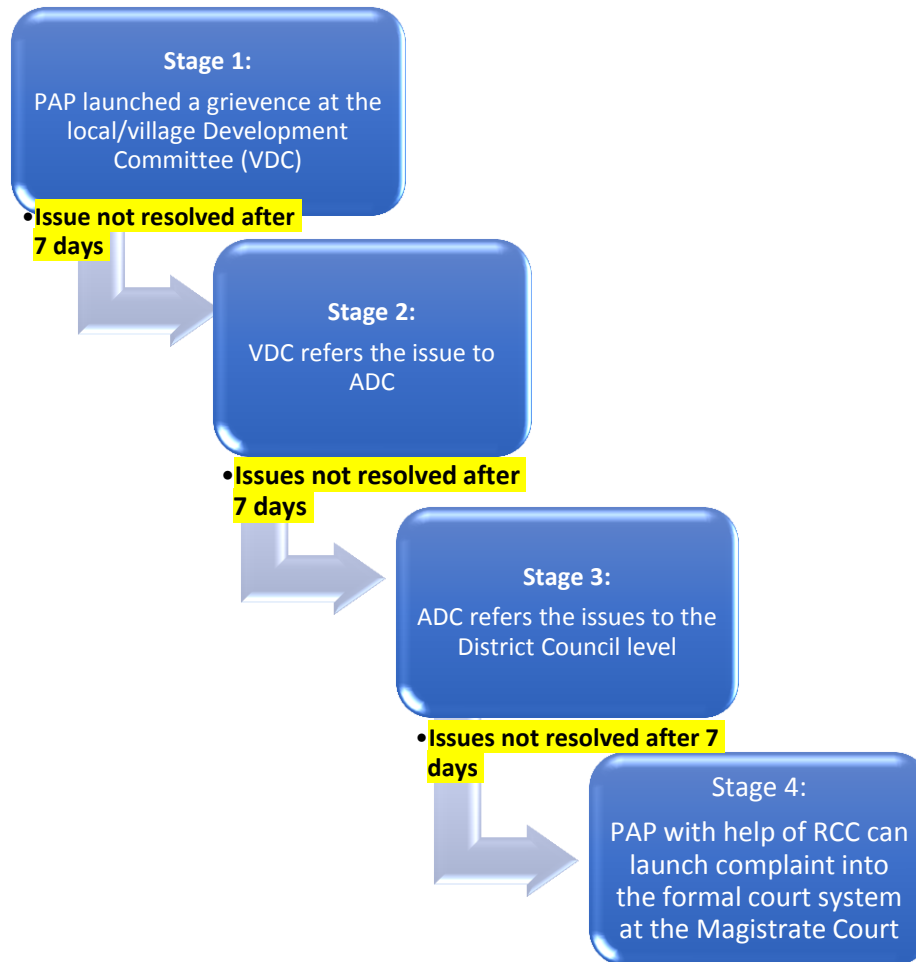 Stage 1:
PAP launched a grievence at the
local/village Development
Committee (VDC)
•Issue not resolved after
7 days
Stage 2:
VDC refers the issue to
ADC
•Issues not resolved after
7 days
Stage 3:
ADC refers the issues to the
District Council level
•Issues not resolved after 7
days
Stage 4:
PAP with help of RCC can
launch complaint into
the formal court system
at the Magistrate Court